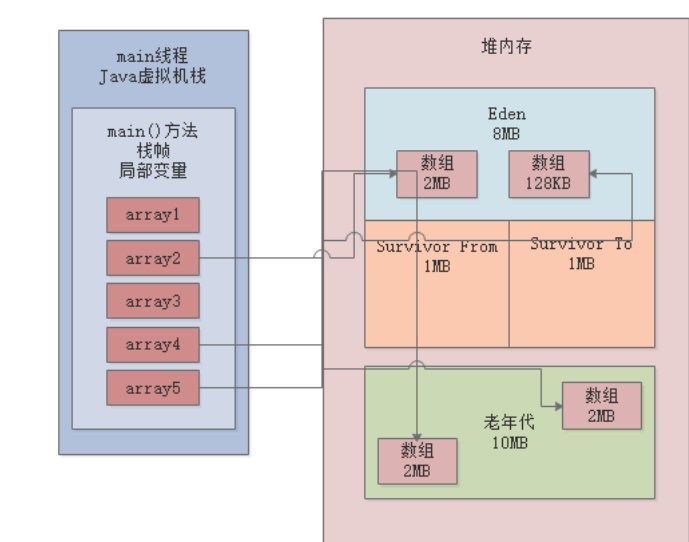 main线程
Java虚拟机栈
main()方法
栈帧
局部变量
array1
array2
array3
array4
array5
堆内存
Eden
8MB
数组
2MB
数组
128KB
Survivor From
1MB
Survivor To
1MB
老年代
10MB
数组
2MB
数组
2MB